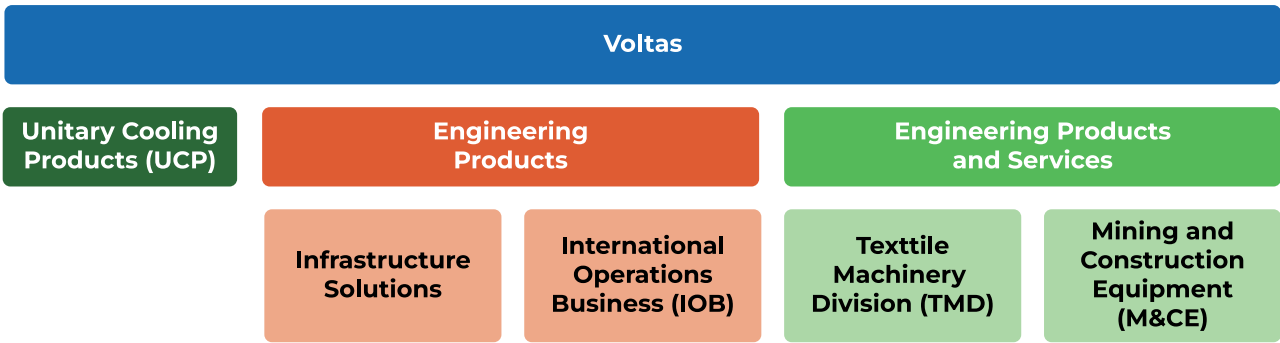 Voltas
Unitary Cooling
Products (UCP)
Engineering
Products
Engineering Products
and Services
Infrastructure
Solutions
International
Operations
Business (IOB)
Texttile
Machinery
Division (TMD)
Mining and
Construction
Equipment
(M&CE)